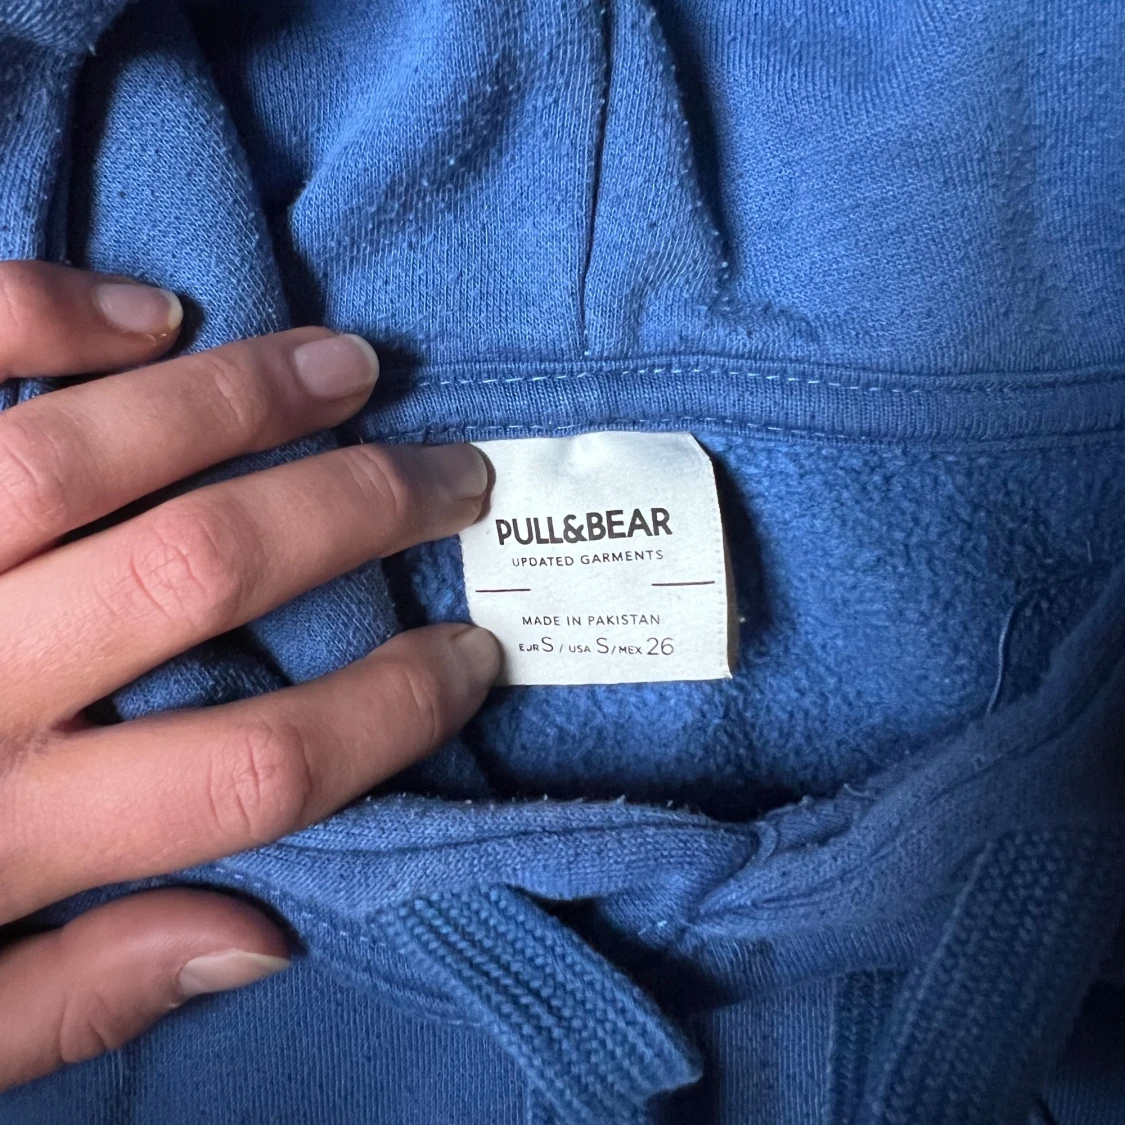 PULL&BEAR
UPDATED GARMENTS
MADE IN PAKISTAN
EUR S / USA S / MEX 26